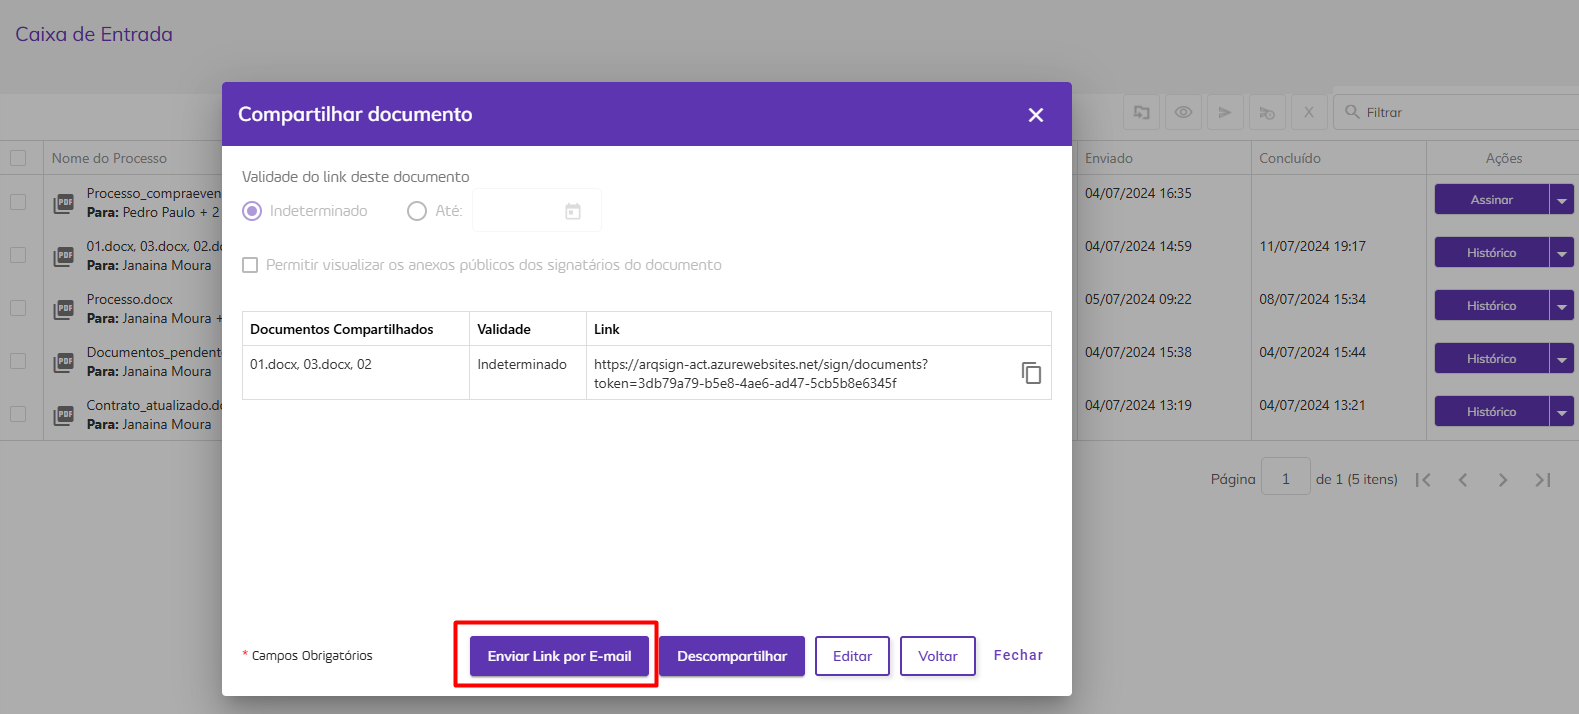 Caixa de Entrada
Compartilhar documento
Filtrar
Nome do Processo
Enviado
Concluído
Ações
Validade do link deste documento
Indeterminado
Até:
Permitir visualizar os anexos públicos dos signatários do documento
Documentos Compartilhados
Validade
Link
01.docx, 03.docx, 02
Indeterminado
https://arqsign-act.azurewebsites.net/sign/documents?
token=3db79a79-b5e8-4ae6-ad47-5cb5b8e6345f
* Campos Obrigatórios
Enviar Link por E-mail
Descompartilhar
Editar
Voltar
Fechar
PDF
Processo_compraeven
Para: Pedro Paulo + 2
04/07/2024 16:35
Assinar
PDF
01.docx, 03.docx, 02.do
Para: Janaina Moura
04/07/2024 14:59
11/07/2024 19:17
Histórico
PDF
Processo.docx
Para: Janaina Moura +
05/07/2024 09:22
08/07/2024 15:34
Histórico
PDF
Documentos_pendent
Para: Janaina Moura
04/07/2024 15:38
04/07/2024 15:44
Histórico
PDF
Contrato_atualizado.do
Para: Janaina Moura
04/07/2024 13:19
04/07/2024 13:21
Histórico
Página 1 de 1 (5 itens)